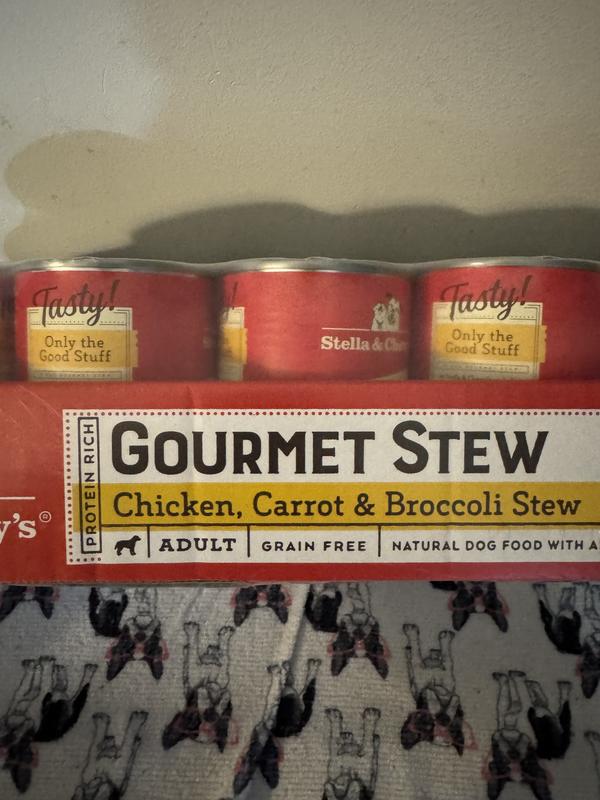 Tasty!
Only the
Good Stuff
Stella & Che
Tasty!
Only the
Good Stuff
y's®
PROTEIN RICH
GOURMET STEW
Chicken, Carrot & Broccoli Stew
ADULT
GRAIN FREE
NATURAL DOG FOOD WITH A